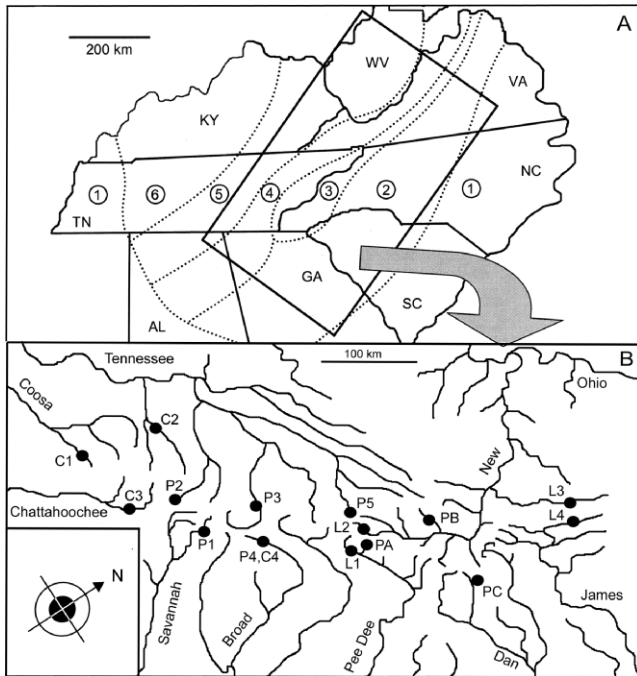 A
200 km
WV
VA
KY
NC
1 6 5 4 3 2 1
TN
GA
SC
AL
B
Tennessee
100 km
Ohio
Coosa
New
C2
C1
L3
C3
P2
P3
P5
PB
L4
Chattahoochee
L2
PA
P1
P4,C4
L1
PC
N
James
Savannah
Broad
Pee Dee
Dan